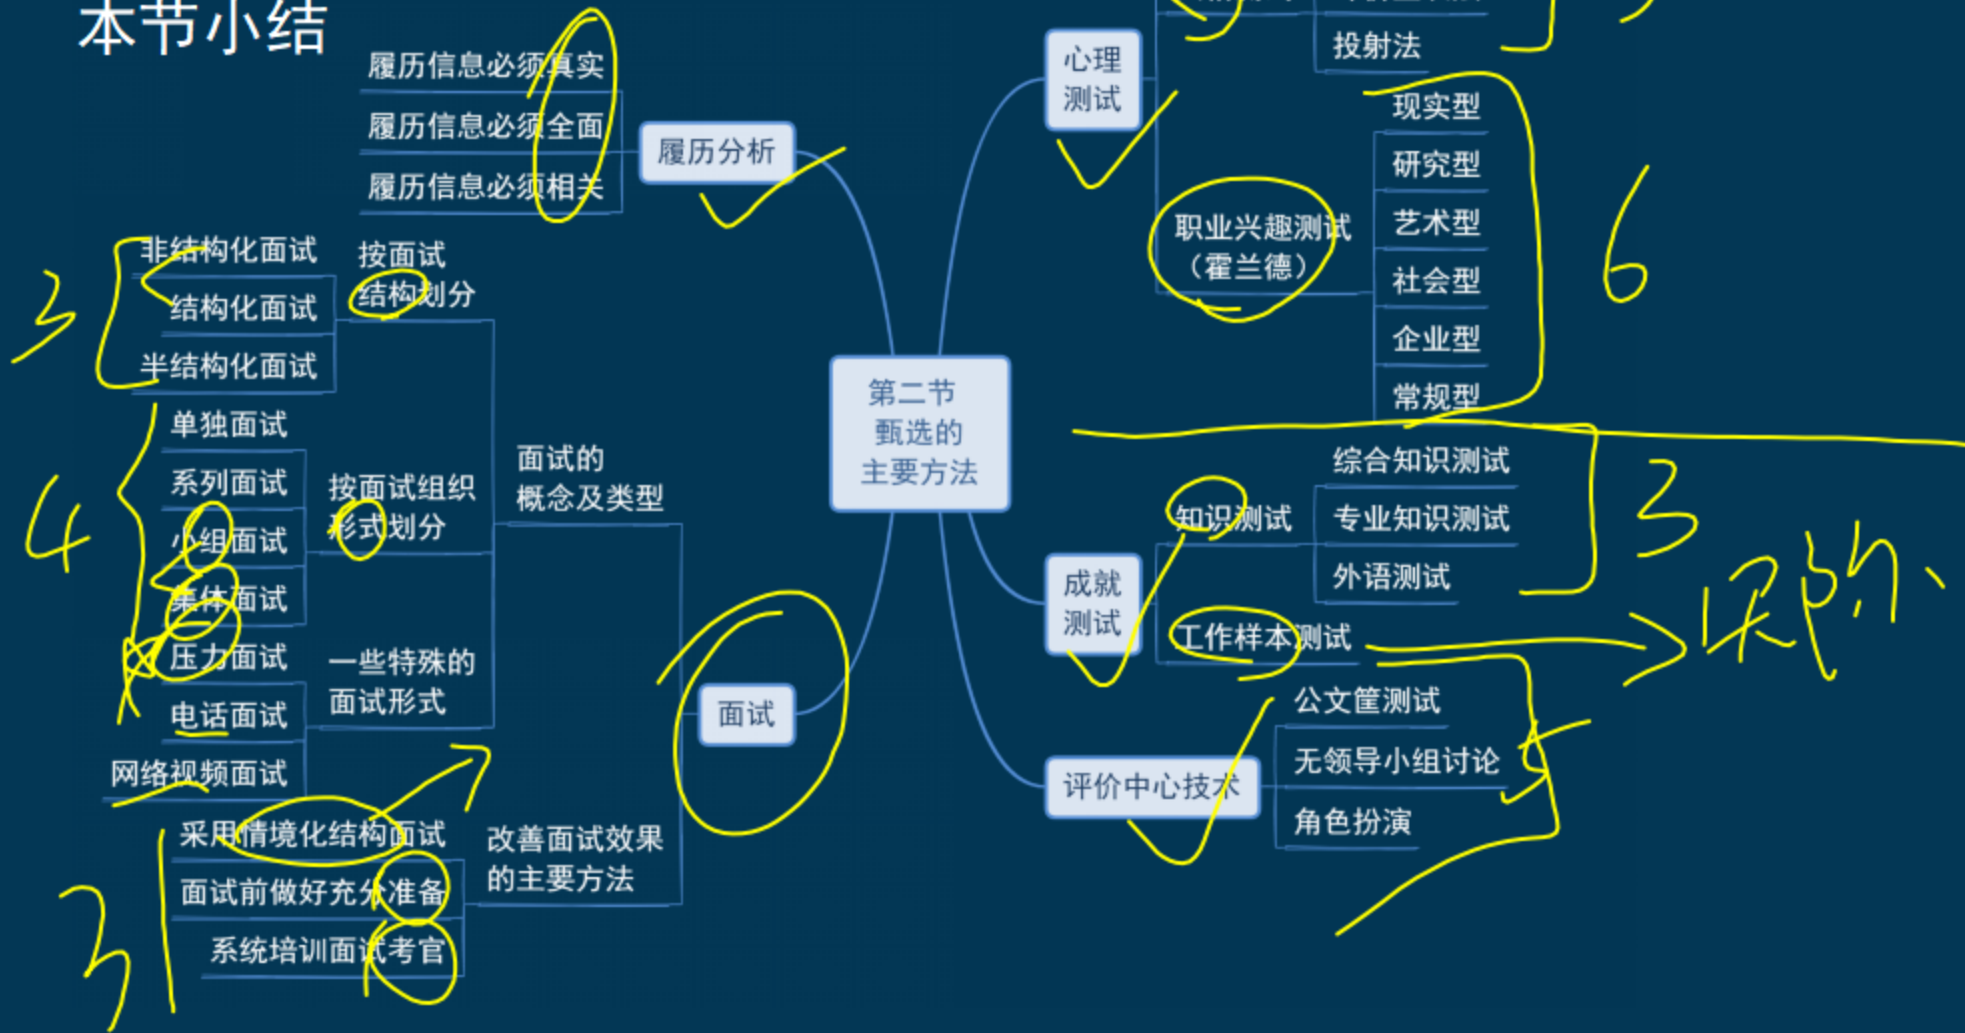 本节小结
履历信息必须真实
履历信息必须全面
履历信息必须相关
履历分析
非结构化面试
结构化面试
半结构化面试
按面试
结构划分
3
单独面试
系列面试
小组面试
集体面试
按面试组织
形式划分
4
压力面试
电话面试
网络视频面试
一些特殊的
面试形式
面试的
概念及类型
采用情境化结构面试
面试前做好充分准备
系统培训面试考官
改善面试效果
的主要方法
3
面试
第二节
甄选的
主要方法
心理
测试
投射法
职业兴趣测试
（霍兰德）
现实型
研究型
艺术型
社会型
企业型
常规型
6
成就
测试
知识测试
综合知识测试
专业知识测试
外语测试
3
工作样本测试
评价中心技术
公文筐测试
无领导小组讨论
角色扮演